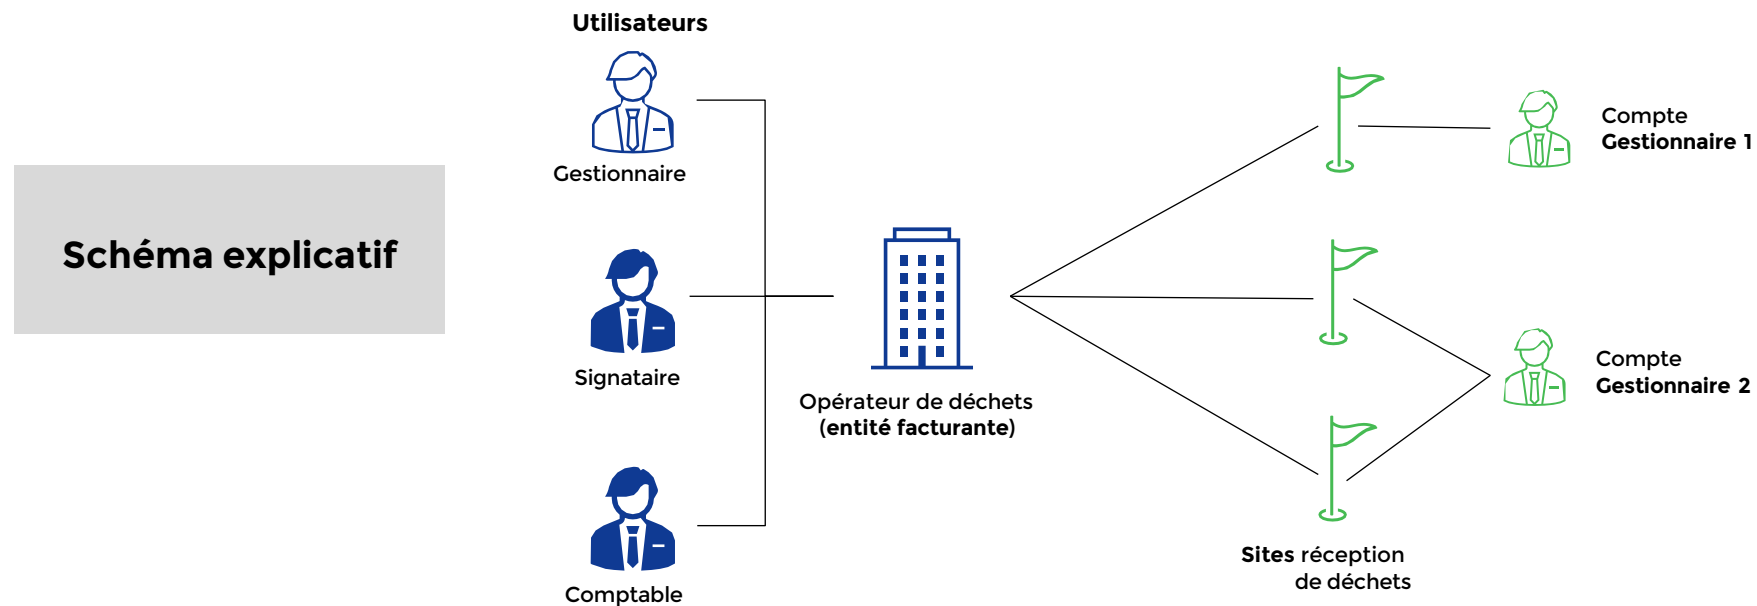 Schéma explicatif
Utilisateurs
Gestionnaire
Signataire
Comptable
Opérateur de déchets
(entité facturante)
Sites réception
de déchets
Compte
Gestionnaire 1
Compte
Gestionnaire 2